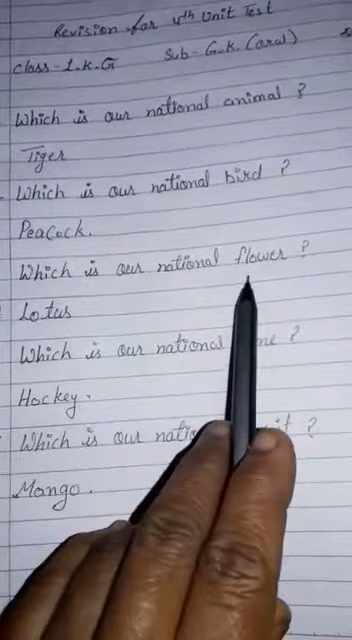 Revision for 4th Unit Test
Class - L.K.G Sub - G.K. (oral)
Which is our national animal ?
Tiger
Which is our national bird ?
Peacock.
Which is our national flower ?
Lotus
Which is our national ?
Hockey.
Which is our ?
Mango.